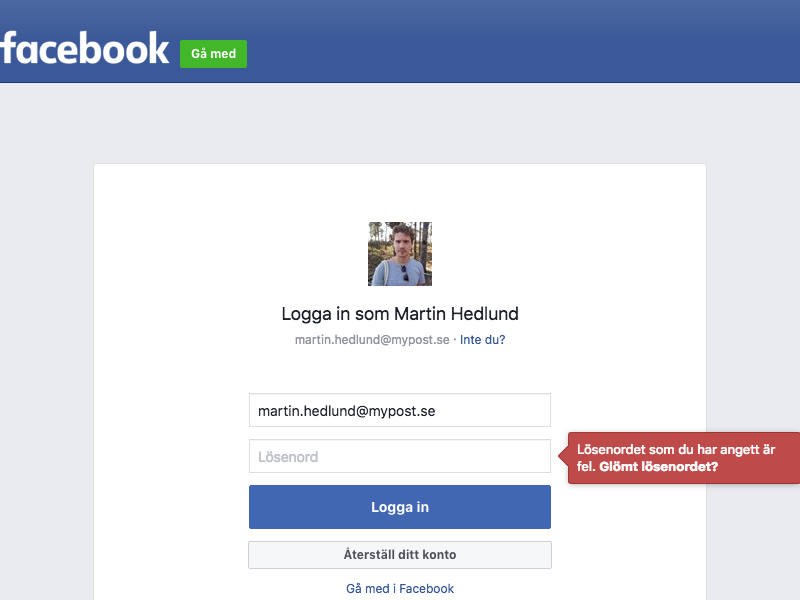 facebook
Gå med
Logga in som Martin Hedlund
martin.hedlund@mypost.se · Inte du?
martin.hedlund@mypost.se
Lösenord
Lösenordet som du har angett är
fel. Glömt lösenordet?
Logga in
Återställ ditt konto
Gå med i Facebook